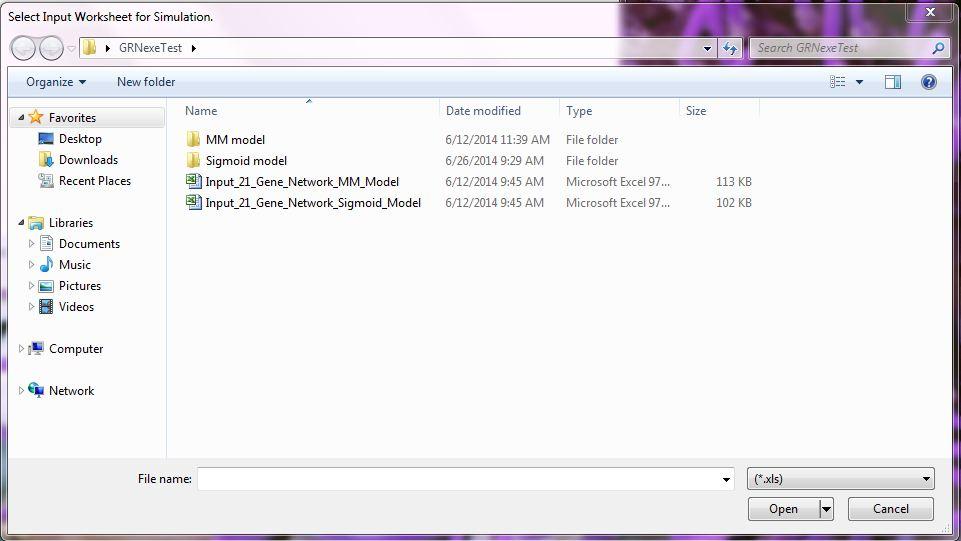 Select Input Worksheet for Simulation.
GRNexeTest
Search GRNexeTest
Organize New folder
Name Date modified Type Size
Favorites
Desktop
Downloads
Recent Places
Libraries
Documents
Music
Pictures
Videos
Computer
Network
MM model 6/12/2014 11:39 AM File folder
Sigmoid model 6/26/2014 9:29 AM File folder
Input_21_Gene_Network_MM_Model 6/12/2014 9:45 AM Microsoft Excel 97... 113 KB
Input_21_Gene_Network_Sigmoid_Model 6/12/2014 9:45 AM Microsoft Excel 97... 102 KB
File name: (*.xls)
Open Cancel